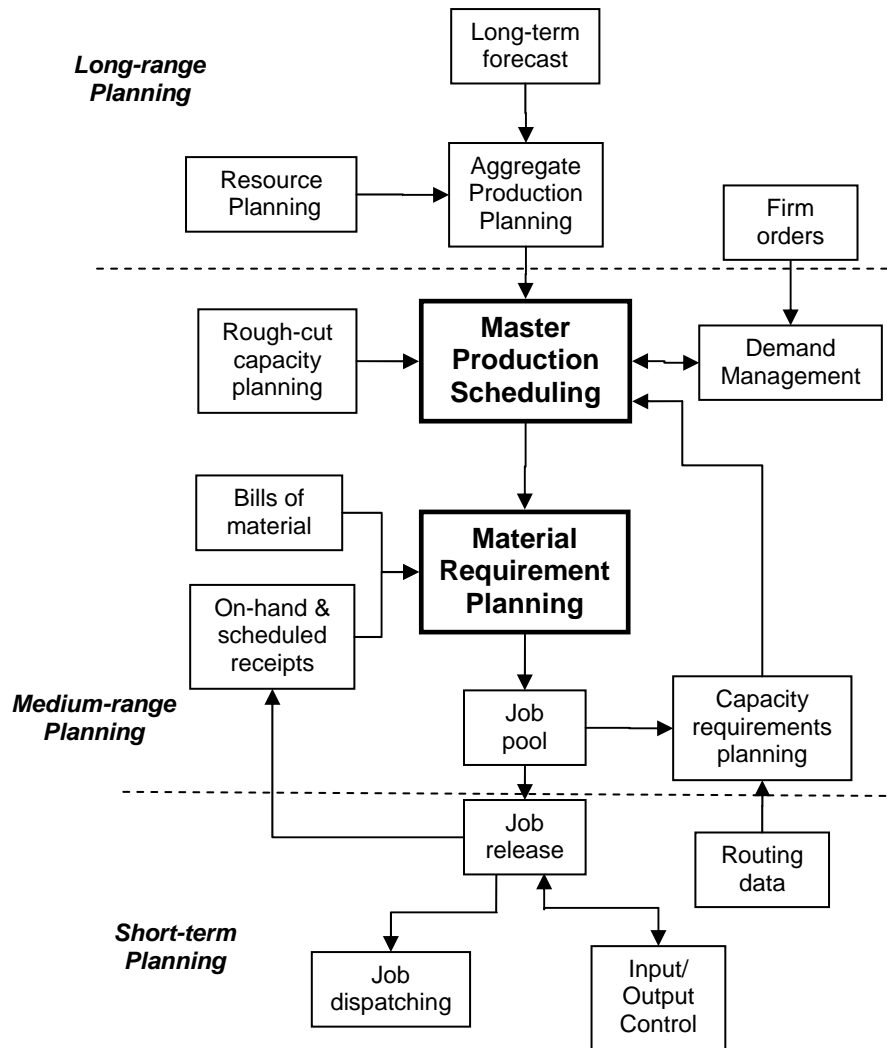 Long-term
forecast
Long-range
Planning
Resource
Planning
Aggregate
Production
Planning
Firm
orders
Rough-cut
capacity
planning
Master
Production
Scheduling
Demand
Management
Bills of
material
Material
Requirement
Planning
On-hand &
scheduled
receipts
Medium-range
Planning
Job
pool
Capacity
requirements
planning
Job
release
Routing
data
Short-term
Planning
Job
dispatching
Input/
Output
Control